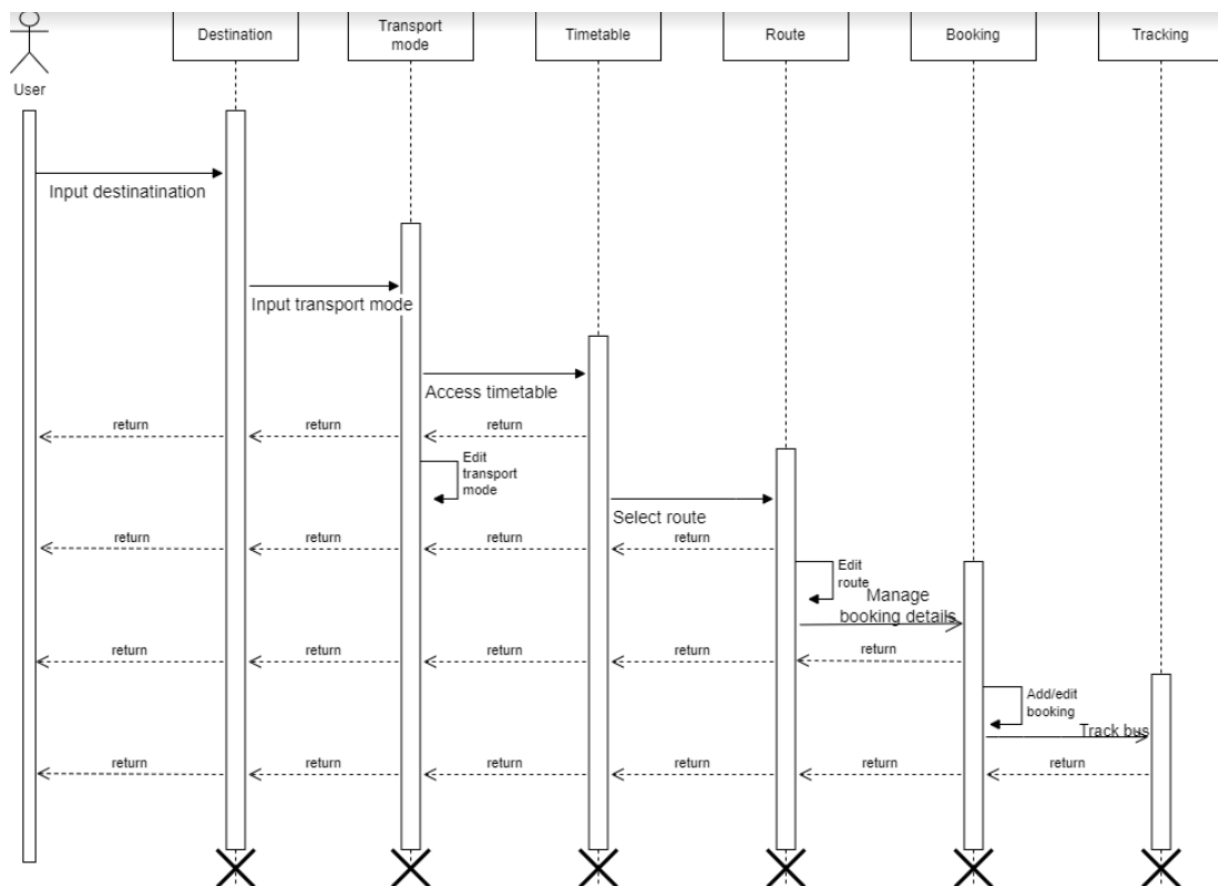 Destination
Transport
mode
Timetable
Route
Booking
Tracking
User
Input destinatination
Input transport mode
Access timetable
return
return
return
Edit
transport
mode
Select route
return
return
return
return
Edit
route
Manage
booking details
return
return
return
return
return
Add/edit
booking
Track bus
return
return
return
return
return
return